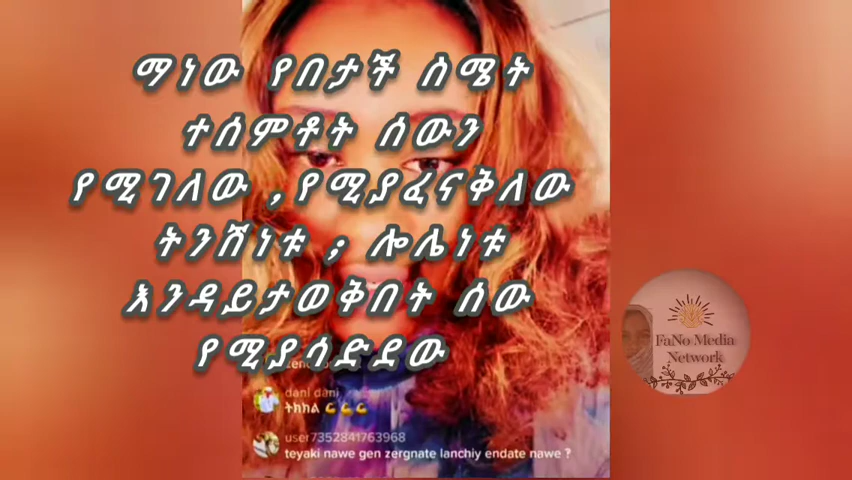 ማነው የበታች ስሜት
ተሰምቶት ሰውን
የሚገለው ,የሚያፈናቅለው
ትንሽነቱ ; ሎሌነቱ
እንዳይታወቅበት ሰው
የሚያሳድደው
dani dani
ትክክል 💪💪💪
user7352841763968
teyaki nawe gen zergnate lanchiy endate nawe ?
FaNo Media
Network